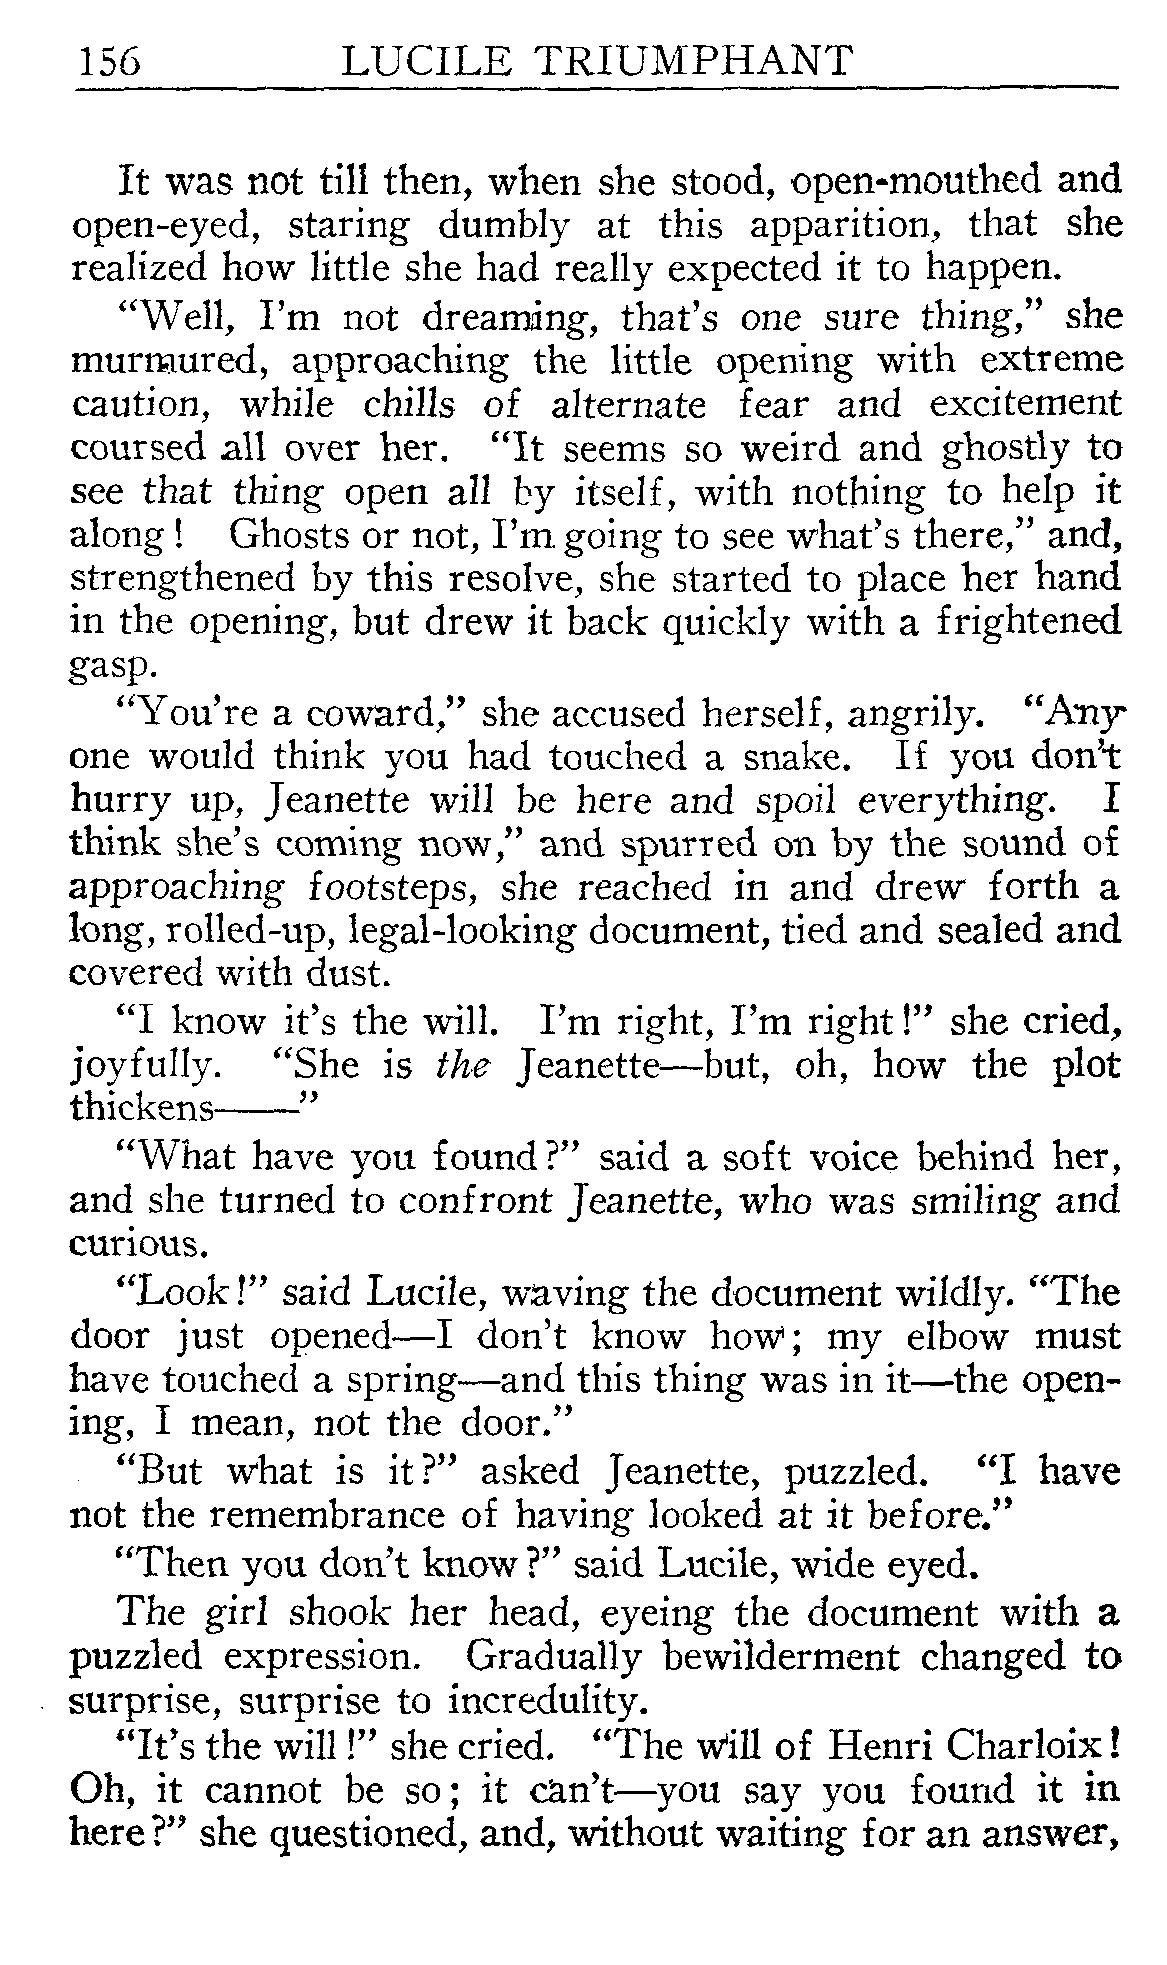 156 LUCILE TRIUMPHANT
It was not till then, when she stood, open-mouthed and
open-eyed, staring dumbly at this apparition, that she
realized how little she had really expected it to happen.
“Well, I’m not dreaming, that’s one sure thing,” she
murmured, approaching the little opening with extreme
caution, while chills of alternate fear and excitement
coursed all over her. “It seems so weird and ghostly to
see that thing open all by itself, with nothing to help it
along! Ghosts or not, I’m going to see what’s there,” and,
strengthened by this resolve, she started to place her hand
in the opening, but drew it back quickly with a frightened
gasp.
“You’re a coward,” she accused herself, angrily. “Any
one would think you had touched a snake. If you don’t
hurry up, Jeanette will be here and spoil everything. I
think she’s coming now,” and spurred on by the sound of
approaching footsteps, she reached in and drew forth a
long, rolled-up, legal-looking document, tied and sealed and
covered with dust.
“I know it’s the will. I’m right, I’m right!” she cried,
joyfully. “She is the Jeanette—but, oh, how the plot
thickens——”
“What have you found?” said a soft voice behind her,
and she turned to confront Jeanette, who was smiling and
curious.
“Look!” said Lucile, waving the document wildly. “The
door just opened—I don’t know how; my elbow must
have touched a spring—and this thing was in it—the open-
ing, I mean, not the door.”
“But what is it?” asked Jeanette, puzzled. “I have
not the remembrance of having looked at it before.”
“Then you don’t know?” said Lucile, wide eyed.
The girl shook her head, eyeing the document with a
puzzled expression. Gradually bewilderment changed to
surprise, surprise to incredulity.
“It’s the will!” she cried. “The will of Henri Charloix!
Oh, it cannot be so; it can’t—you say you found it in
here?” she questioned, and, without waiting for an answer,